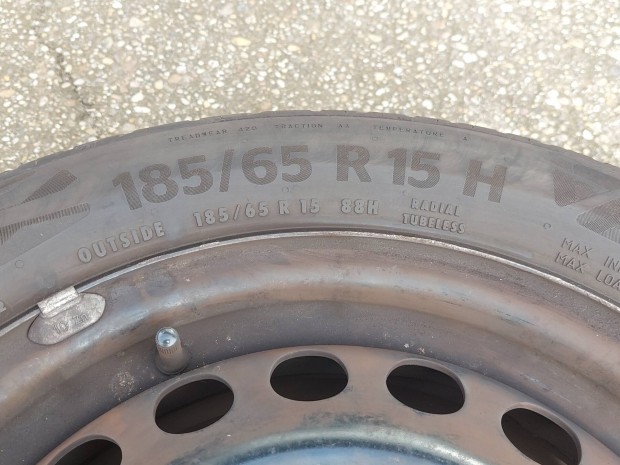 TRACTION
TEMPERATURE A
185/65 R 15 H
OUTSIDE 185/65 R 15 88H RADIAL
TUBELESS
MAX
MAX